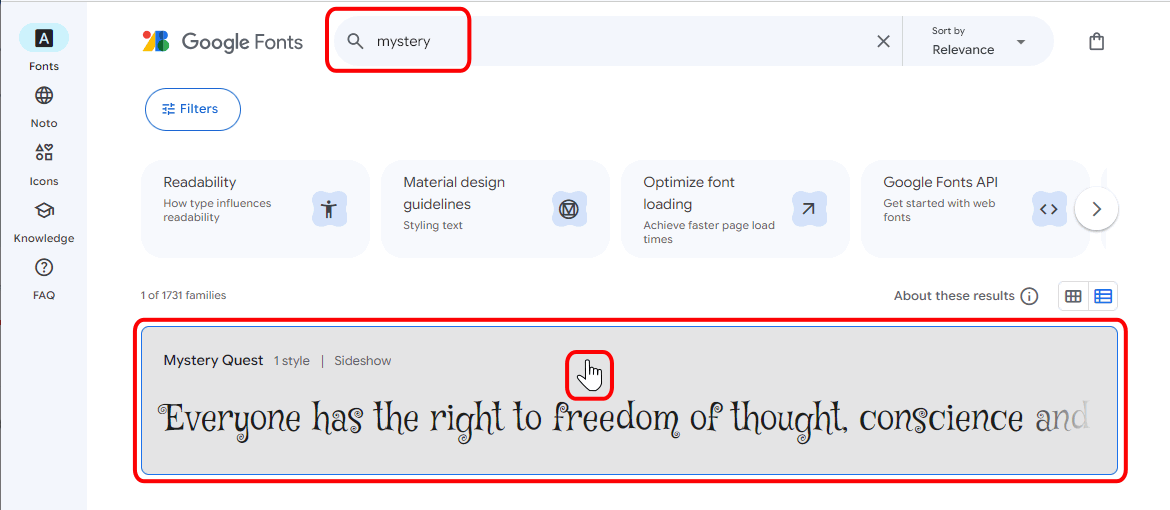 Fonts
Noto
Icons
Knowledge
FAQ
Google Fonts
mystery
Sort by
Relevance
Filters
Readability
How type influences
readability
Material design
guidelines
Styling text
Optimize font
loading
Achieve faster page load
times
Google Fonts API
Get started with web
fonts
1 of 1731 families
About these results
Mystery Quest 1 style | Sideshow
Everyone has the right to freedom of thought, conscience and